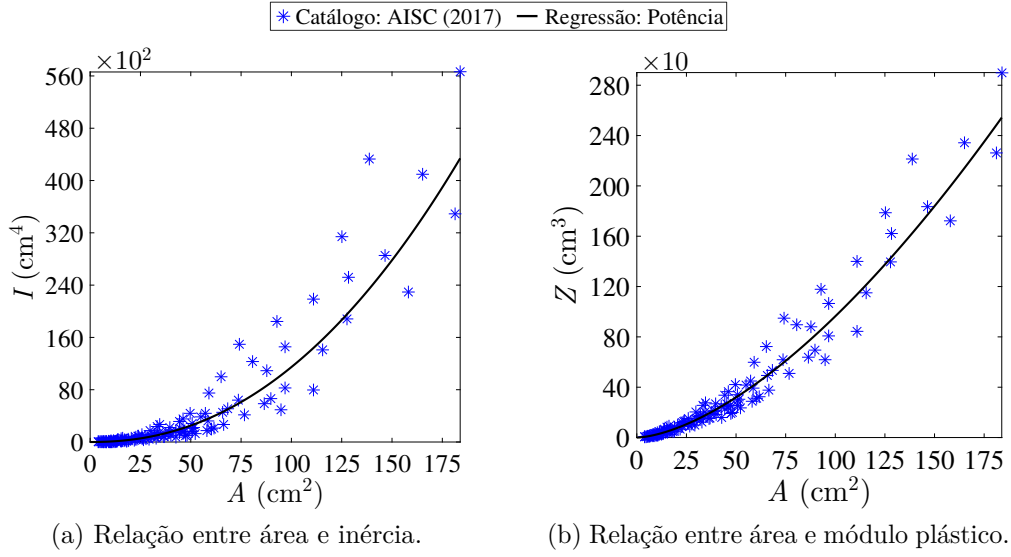 Catálogo: AISC (2017) Regressão: Potência
×10²
560
480
400
320
240
160
80
0
I (cm⁴)
0 25 50 75 100 125 150 175
A (cm²)
(a) Relação entre área e inércia.
×10
280
240
200
160
120
80
40
0
Z (cm³)
0 25 50 75 100 125 150 175
A (cm²)
(b) Relação entre área e módulo plástico.